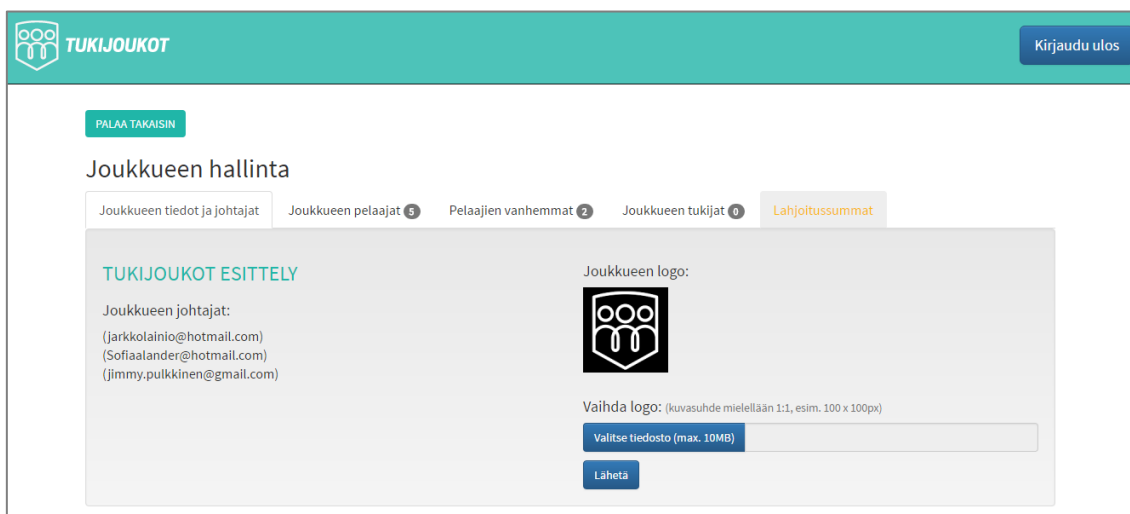 TUKIJOUKOT
Kirjaudu ulos
PALAA TAKAISIN
Joukkueen hallinta
Joukkueen tiedot ja johtajat Joukkueen pelaajat 5 Pelaajien vanhemmat 2 Joukkueen tukijat 0 Lahjoitussummat
TUKIJOUKOT ESITTELY
Joukkueen johtajat:
(jarkkolainio@hotmail.com)
(Sofiaalander@hotmail.com)
(jimmy.pulkkinen@gmail.com)
Joukkueen logo:
Vaihda logo: (kuvasuhde mielellään 1:1, esim. 100 x 100px)
Valitse tiedosto (max. 10MB)
Lähetä